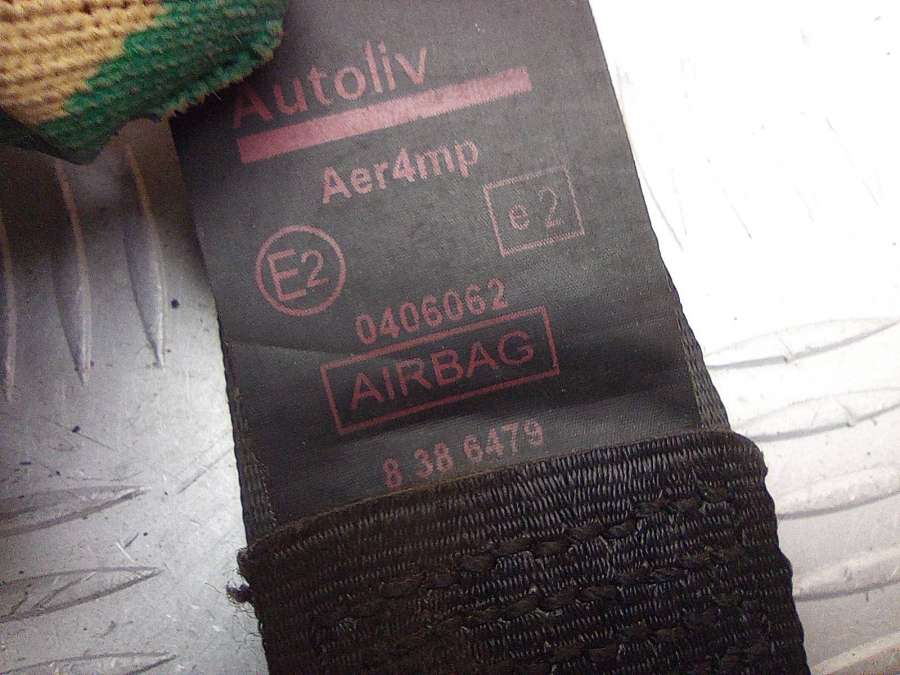 Autoliv
Aer4mp
e2
E2
0406062
AIRBAG
8 38 6479